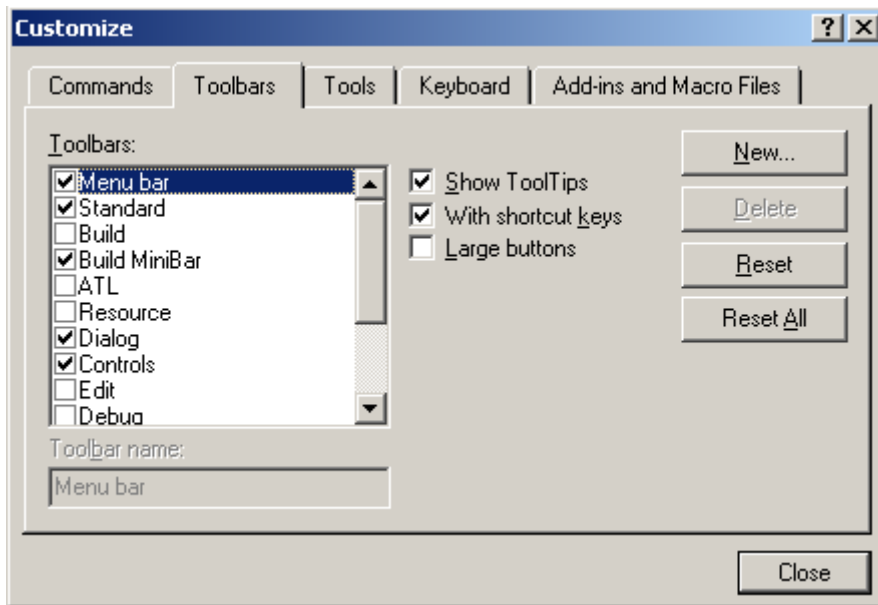 Customize
Commands Toolbars Tools Keyboard Add-ins and Macro Files
Toolbars:
Menu bar
Standard
Build
Build MiniBar
ATL
Resource
Dialog
Controls
Edit
Debug
Toolbar name:
Menu bar
Show ToolTips
With shortcut keys
Large buttons
New...
Delete
Reset
Reset All
Close